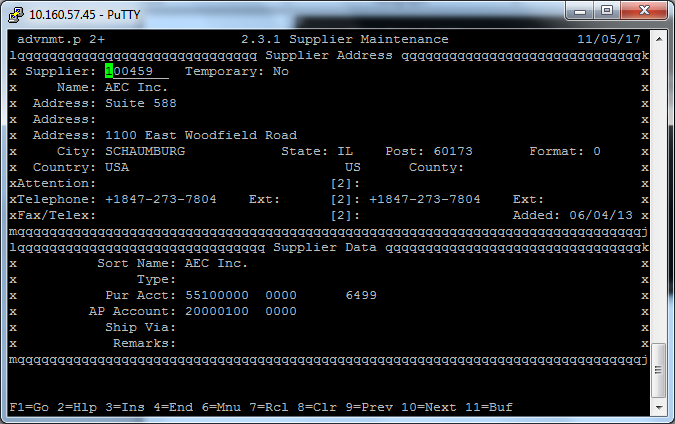 10.160.57.45 - PuTTY
advnmt.p 2+ 2.3.1 Supplier Maintenance 11/05/17
lqqqqqqqqqqqqqqqqqqqqqqqqqqqqqq Supplier Address qqqqqqqqqqqqqqqqqqqqqqqqqqqqqk
x Supplier: 100459 Temporary: No x
x Name: AEC Inc. x
x Address: Suite 588 x
x Address: x
x Address: 1100 East Woodfield Road x
x City: SCHAUMBURG State: IL Post: 60173 Format: 0 x
x Country: USA US County: x
xAttention: [2]: x
xTelephone: +1847-273-7804 Ext: [2]: +1847-273-7804 Ext: x
xFax/Telex: [2]: Added: 06/04/13 x
mqqqqqqqqqqqqqqqqqqqqqqqqqqqqqqqqqqqqqqqqqqqqqqqqqqqqqqqqqqqqqqqqqqqqqqqqqqqqqj
lqqqqqqqqqqqqqqqqqqqqqqqqqqqqqqq Supplier Data qqqqqqqqqqqqqqqqqqqqqqqqqqqqqqqk
x Sort Name: AEC Inc. x
x Type: x
x Pur Acct: 55100000 0000 6499 x
x AP Account: 20000100 0000 x
x Ship Via: x
x Remarks: x
mqqqqqqqqqqqqqqqqqqqqqqqqqqqqqqqqqqqqqqqqqqqqqqqqqqqqqqqqqqqqqqqqqqqqqqqqqqqqqj
F1=Go 2=Hlp 3=Ins 4=End 6=Mnu 7=Rcl 8=Clr 9=Prev 10=Next 11=Buf